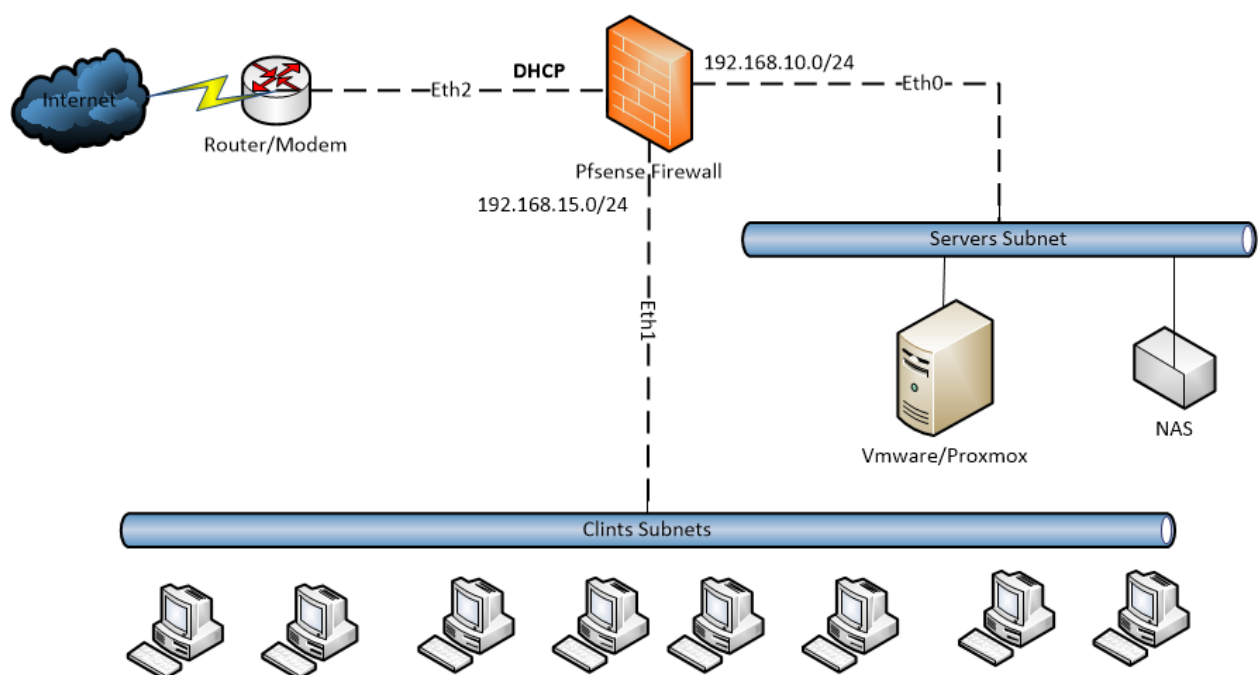 Internet
Router/Modem
Eth2
DHCP
Pfsense Firewall
192.168.10.0/24
Eth0
192.168.15.0/24
Eth1
Servers Subnet
Vmware/Proxmox
NAS
Clints Subnets